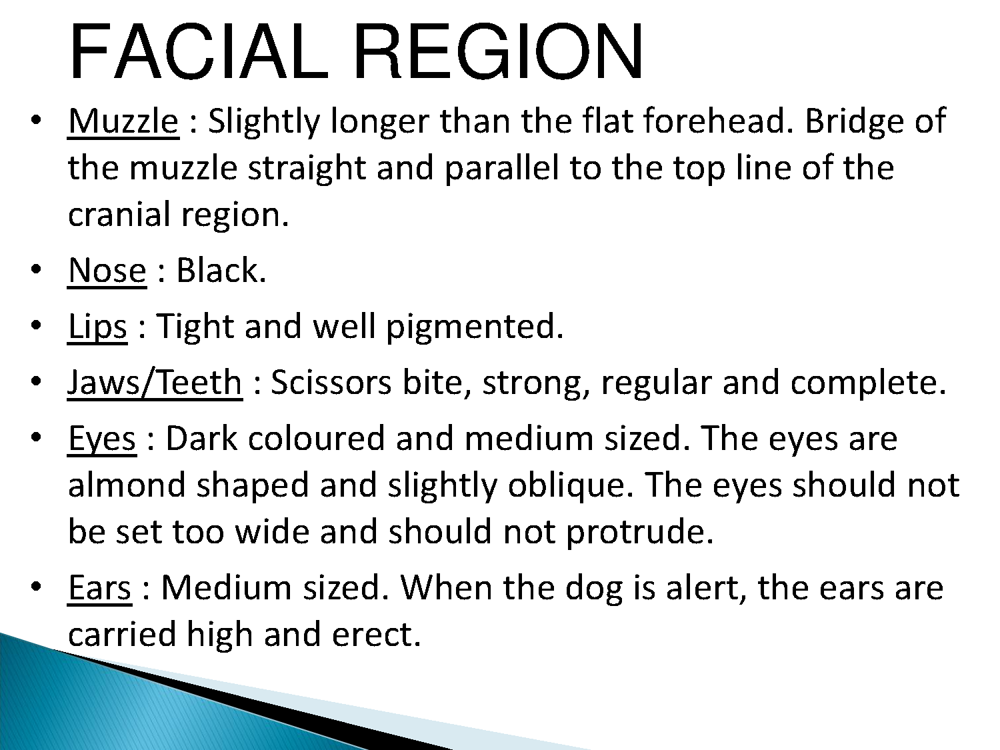 FACIAL REGION
• Muzzle : Slightly longer than the flat forehead. Bridge of
the muzzle straight and parallel to the top line of the
cranial region.
• Nose : Black.
• Lips : Tight and well pigmented.
• Jaws/Teeth : Scissors bite, strong, regular and complete.
• Eyes : Dark coloured and medium sized. The eyes are
almond shaped and slightly oblique. The eyes should not
be set too wide and should not protrude.
• Ears : Medium sized. When the dog is alert, the ears are
carried high and erect.